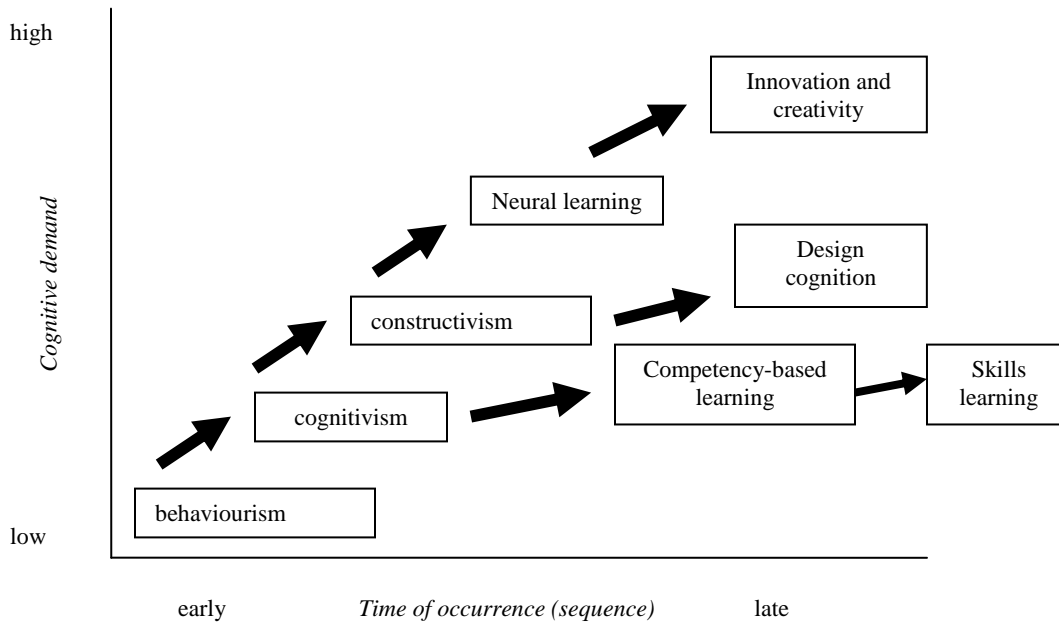 high
Innovation and
creativity
Neural learning
Cognitive demand
Design
cognition
constructivism
Competency-based
learning
Skills
learning
cognitivism
behaviourism
low
early
Time of occurrence (sequence)
late